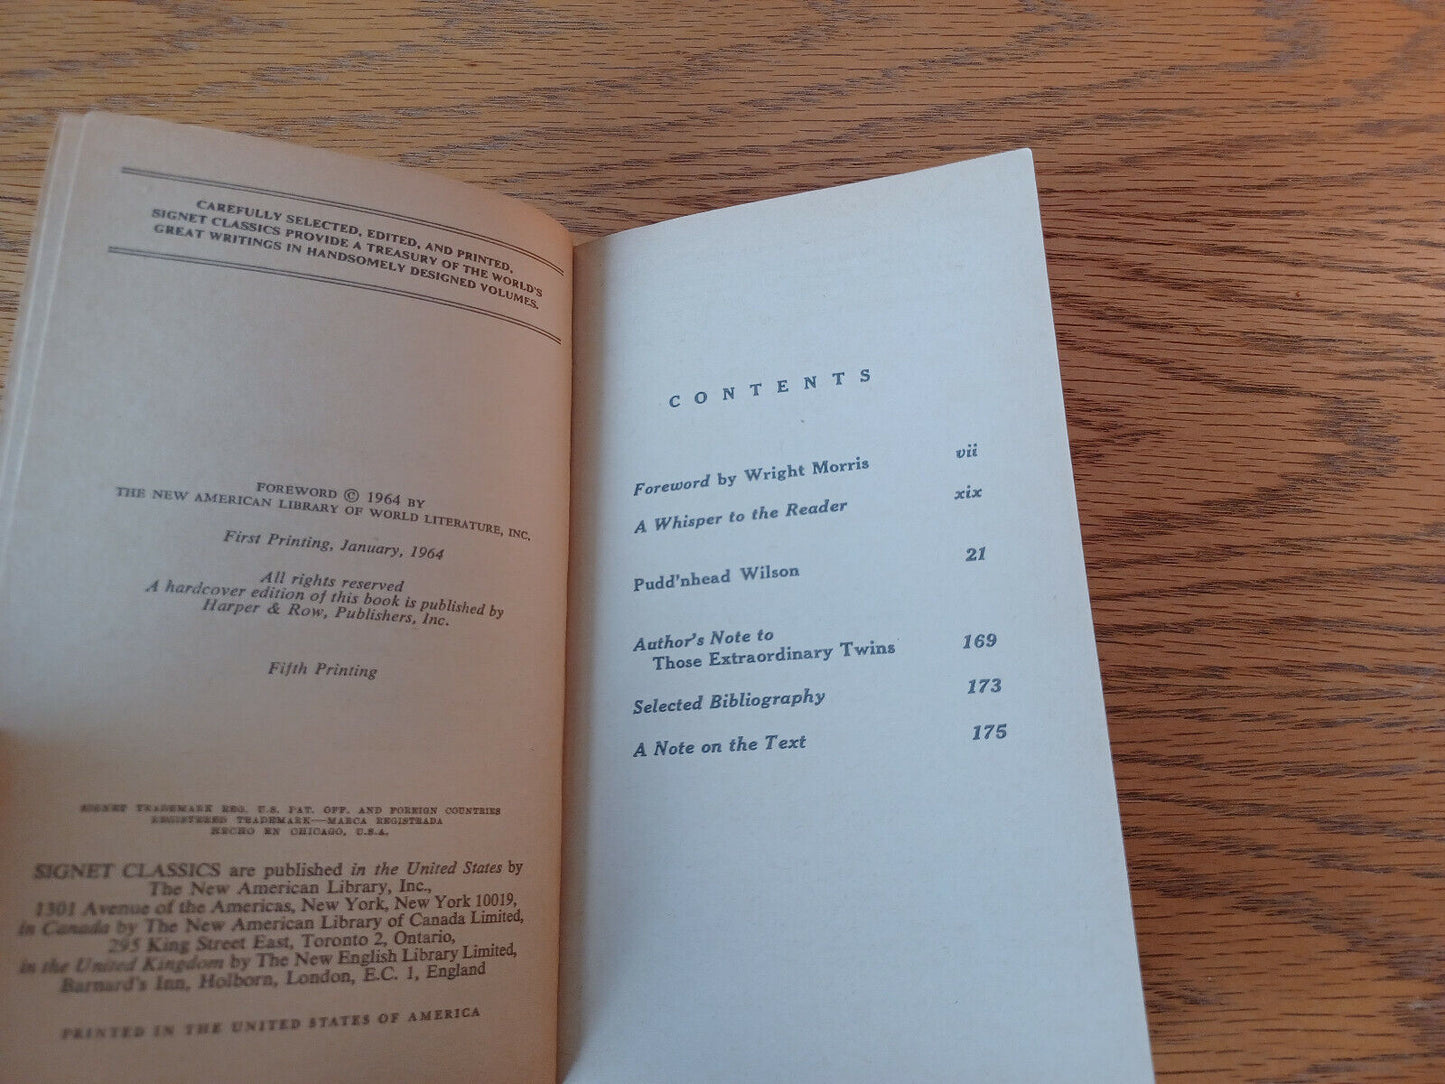 CAREFULLY SELECTED, EDITED, AND PRINTED,
SIGNET CLASSICS PROVIDE A TREASURY OF THE WORLD'S
GREAT WRITINGS IN HANDSOMELY DESIGNED VOLUMES.
FOREWORD © 1964 BY
THE NEW AMERICAN LIBRARY OF WORLD LITERATURE, INC.
First Printing, January, 1964
All rights reserved
A hardcover edition of this book is published by
Harper & Row, Publishers, Inc.
Fifth Printing
SIGNET TRADEMARK REG. U.S. PAT. OFF. AND FOREIGN COUNTRIES
REGISTERED TRADEMARK—MARCA REGISTRADA
HECHO EN CHICAGO, U.S.A.
SIGNET CLASSICS are published in the United States by
The New American Library, Inc.,
1301 Avenue of the Americas, New York, New York 10019,
in Canada by The New American Library of Canada Limited,
295 King Street East, Toronto 2, Ontario,
in the United Kingdom by The New English Library Limited,
Barnard's Inn, Holborn, London, E.C. 1, England
PRINTED IN THE UNITED STATES OF AMERICA
CONTENTS
Foreword by Wright Morris vii
A Whisper to the Reader xix
Pudd'nhead Wilson 21
Author's Note to
Those Extraordinary Twins 169
Selected Bibliography 173
A Note on the Text 175